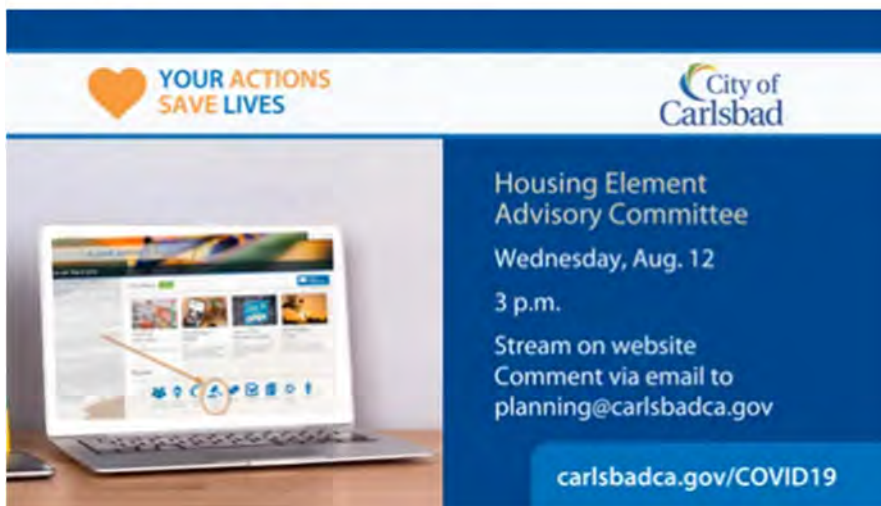 YOUR ACTIONS
SAVE LIVES
City of
Carlsbad
Housing Element
Advisory Committee
Wednesday, Aug. 12
3 p.m.
Stream on website
Comment via email to
planning@carlsbadca.gov
carlsbadca.gov/COVID19